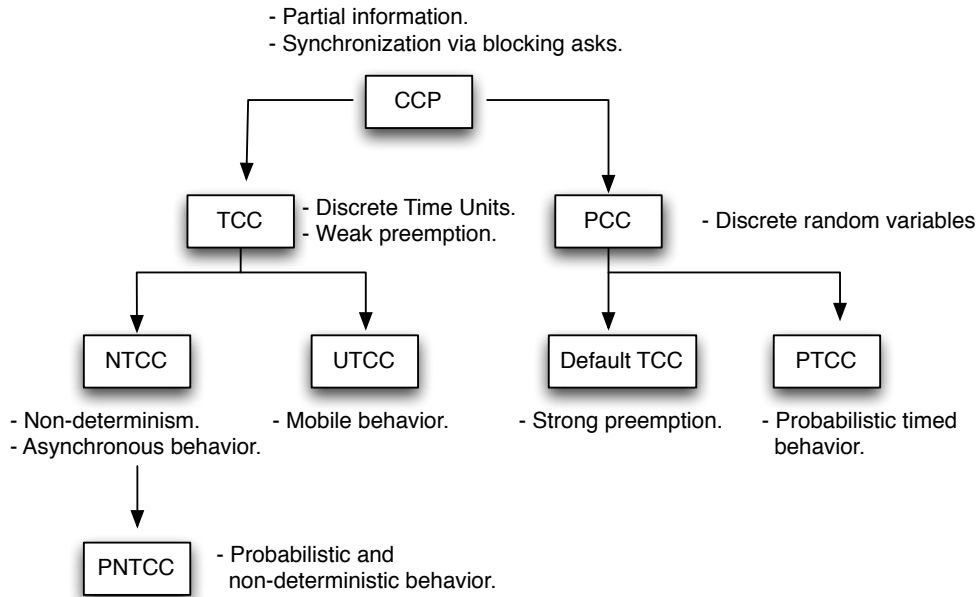 - Partial information.
- Synchronization via blocking asks.
CCP
TCC
- Discrete Time Units.
- Weak preemption.
PCC
- Discrete random variables
NTCC
UTCC
Default TCC
PTCC
- Non-determinism.
- Asynchronous behavior.
- Mobile behavior.
- Strong preemption.
- Probabilistic timed
behavior.
PNTCC
- Probabilistic and
non-deterministic behavior.